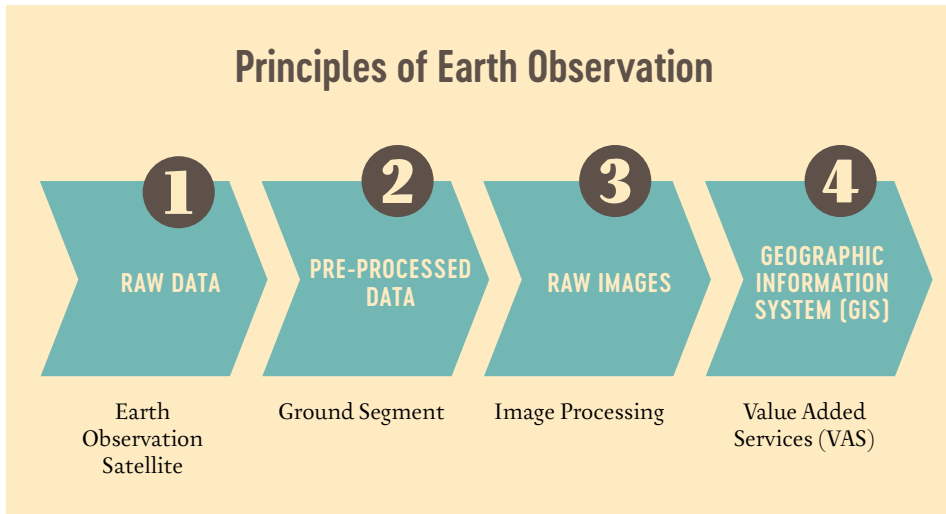 Principles of Earth Observation
1
RAW DATA
Earth
Observation
Satellite
2
PRE-PROCESSED
DATA
Ground Segment
3
RAW IMAGES
Image Processing
4
GEOGRAPHIC
INFORMATION
SYSTEM (GIS)
Value Added
Services (VAS)